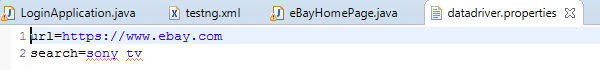 LoginApplication.java testng.xml eBayHomePage.java datadriver.properties
1 url=https://www.ebay.com
2 search=sony tv